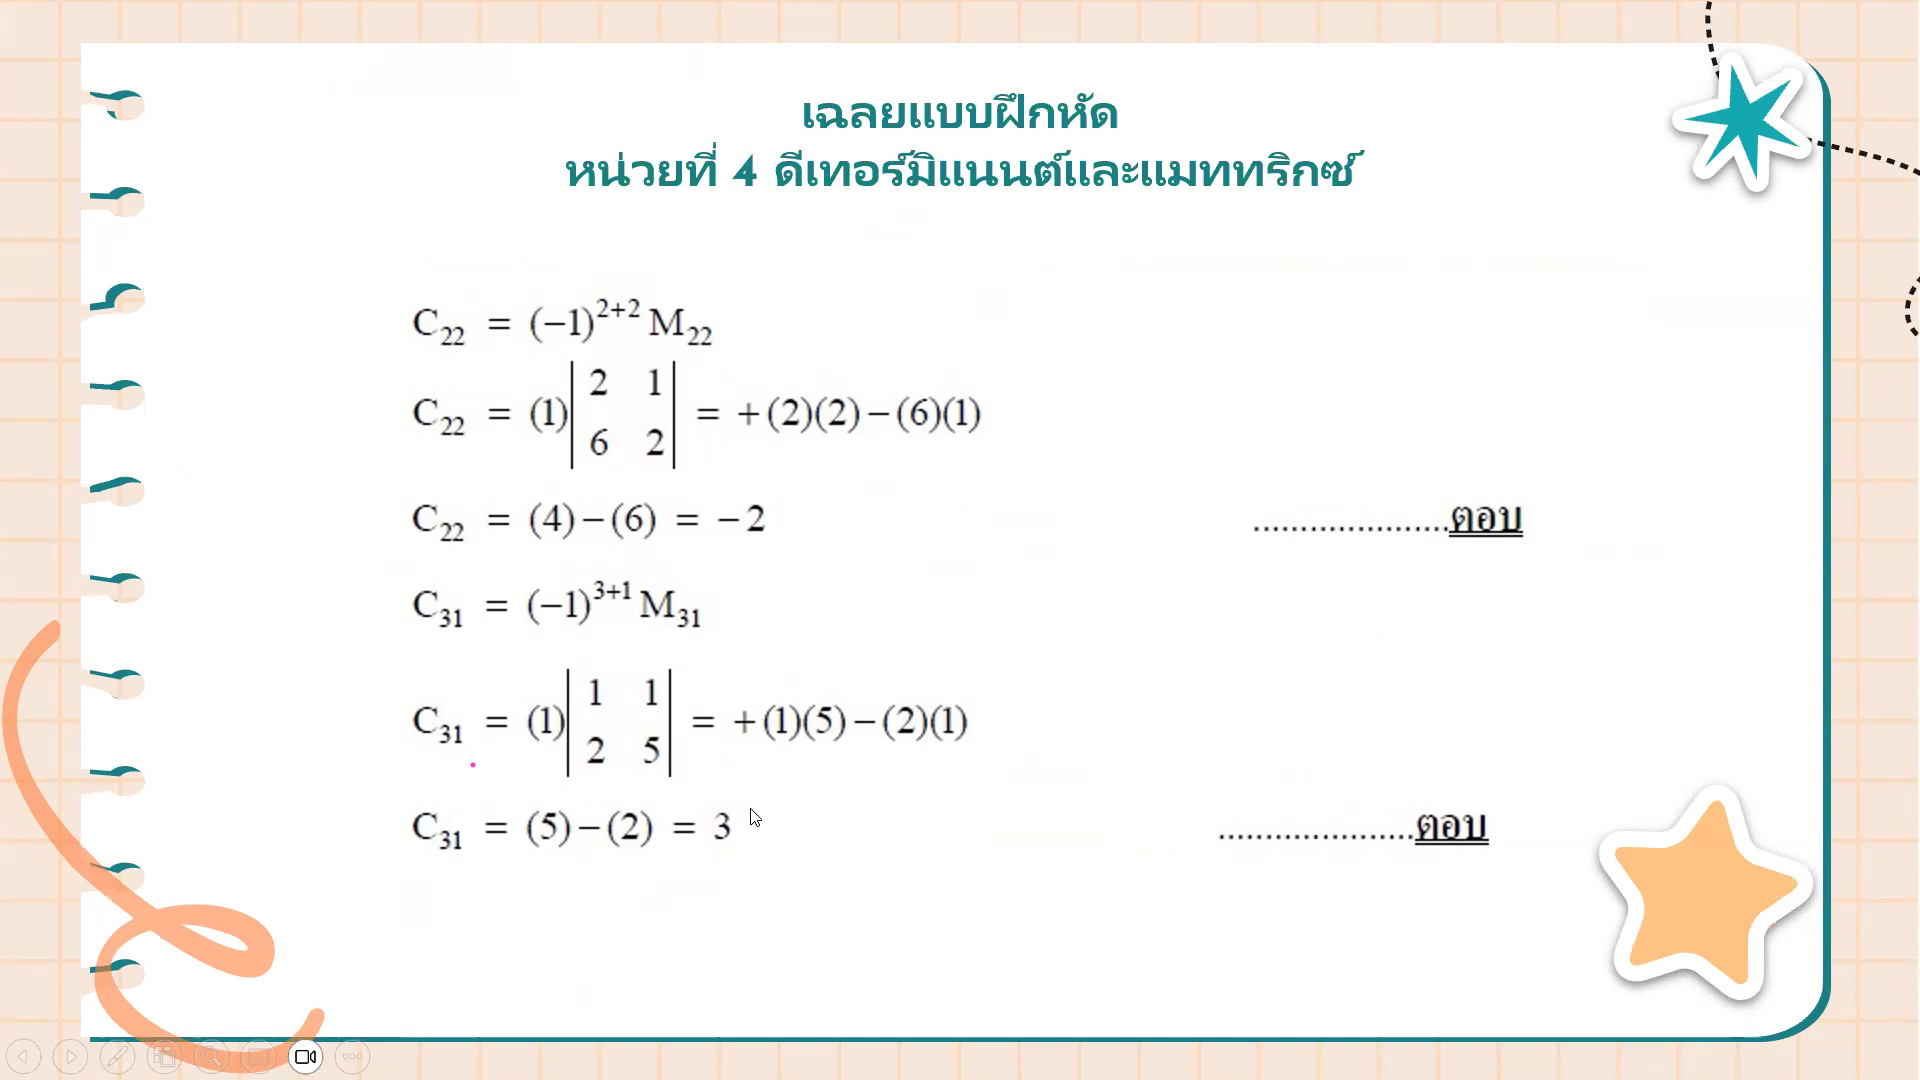 เฉลยแบบฝึกหัด
หน่วยที่ 4 ดีเทอร์มิแนนต์และแมททริกซ์
C₂₂ = (−1)²⁺² M₂₂
C₂₂ = (1)| 2 1 ; 6 2 | = +(2)(2)−(6)(1)
C₂₂ = (4)−(6) = −2 .....................ตอบ
C₃₁ = (−1)³⁺¹ M₃₁
C₃₁ = (1)| 1 1 ; 2 5 | = +(1)(5)−(2)(1)
C₃₁ = (5)−(2) = 3 .....................ตอบ